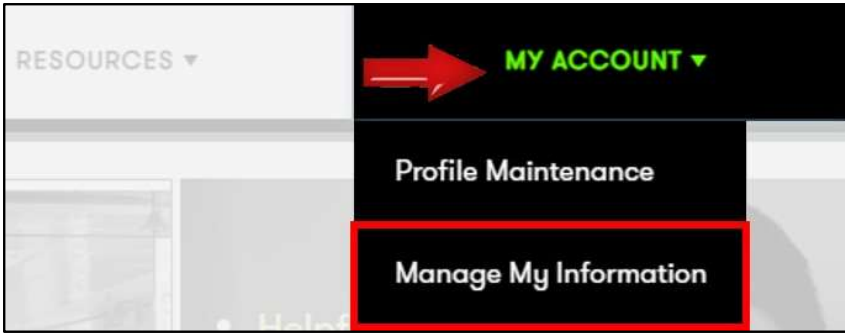 RESOURCES ▼
MY ACCOUNT ▼
Profile Maintenance
Manage My Information